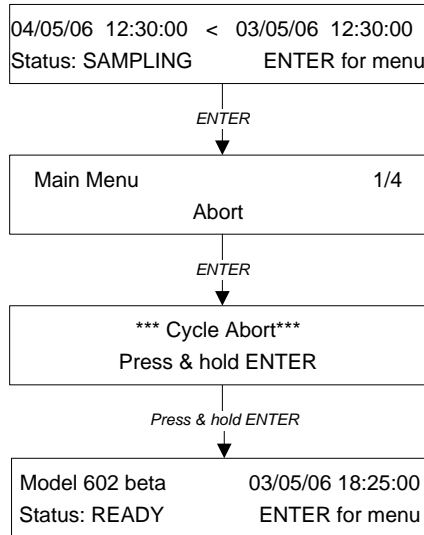 04/05/06 12:30:00 < 03/05/06 12:30:00
Status: SAMPLING ENTER for menu
ENTER
Main Menu 1/4
Abort
ENTER
*** Cycle Abort***
Press & hold ENTER
Press & hold ENTER
Model 602 beta 03/05/06 18:25:00
Status: READY ENTER for menu